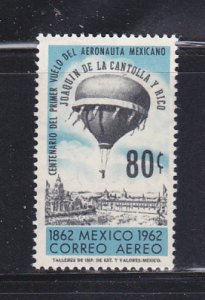 CENTENARIO DEL PRIMER VUELO DEL AERONAUTA MEXICANO
JOAQUIN DE LA CANTOLLA Y RICO
80¢
1862 MEXICO 1962
CORREO AEREO
TALLERES DE IMP. DE EST. Y VALORES-MEXICO.